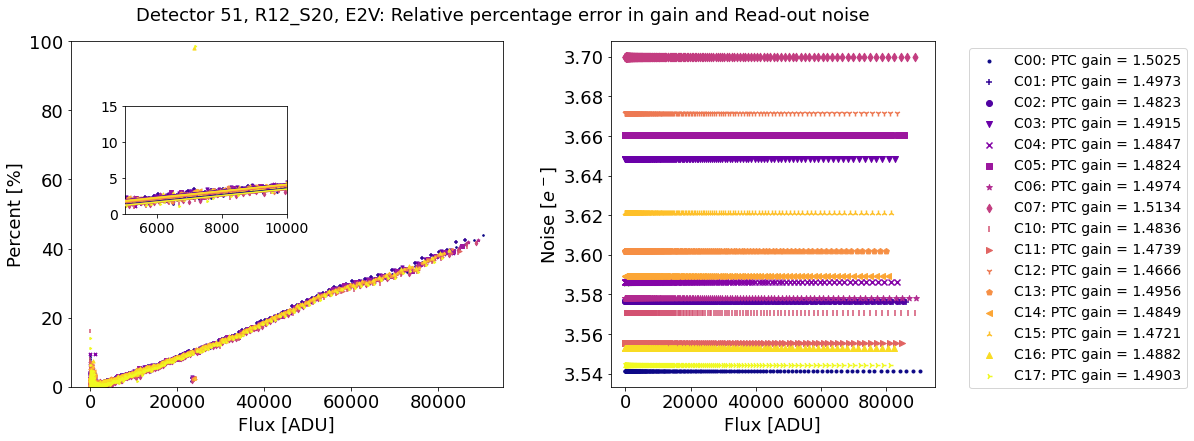 Detector 51, R12_S20, E2V: Relative percentage error in gain and Read-out noise
Percent [%]
100
80
60
40
20
0
15
10
5
0
6000 8000 10000
0 20000 40000 60000 80000
Flux [ADU]
Noise [e⁻]
3.70
3.68
3.66
3.64
3.62
3.60
3.58
3.56
3.54
0 20000 40000 60000 80000
Flux [ADU]
C00: PTC gain = 1.5025
C01: PTC gain = 1.4973
C02: PTC gain = 1.4823
C03: PTC gain = 1.4915
C04: PTC gain = 1.4847
C05: PTC gain = 1.4824
C06: PTC gain = 1.4974
C07: PTC gain = 1.5134
C10: PTC gain = 1.4836
C11: PTC gain = 1.4739
C12: PTC gain = 1.4666
C13: PTC gain = 1.4956
C14: PTC gain = 1.4849
C15: PTC gain = 1.4721
C16: PTC gain = 1.4882
C17: PTC gain = 1.4903